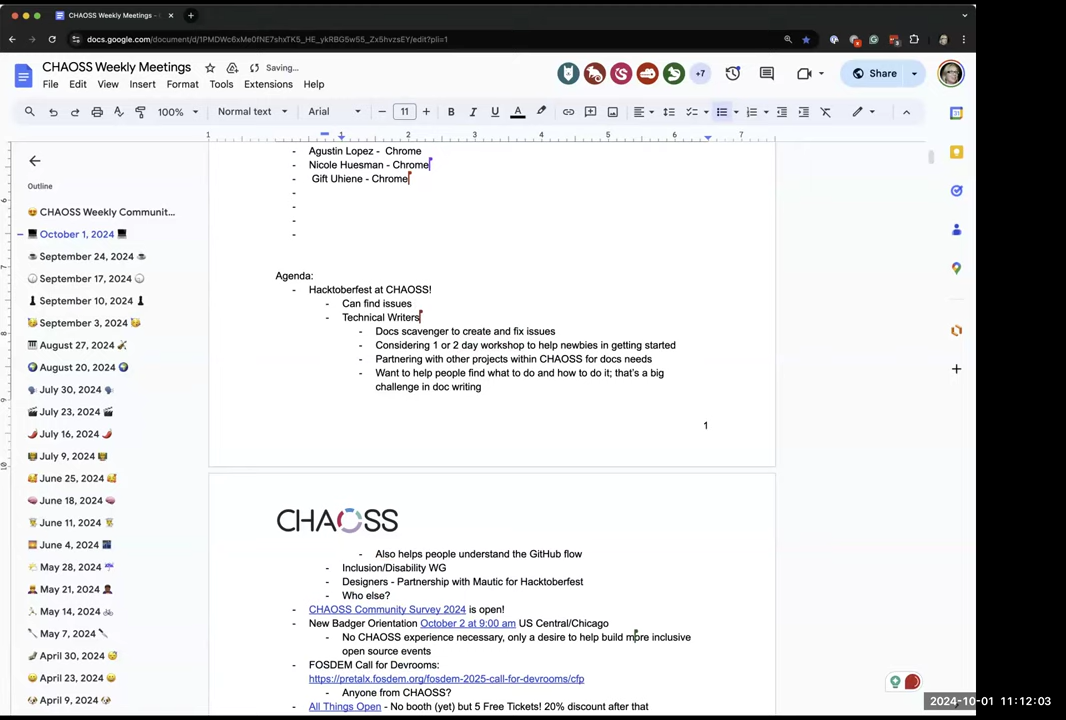 CHAOSS Weekly Meetings -
docs.google.com/document/d/1PMDWc6xMe0fNE7shxTK5_HE_ykRBG5w55_Zx5hvzsEY/edit?pli=1
CHAOSS Weekly Meetings
Saving...
File Edit View Insert Format Tools Extensions Help
+7
Share
100%
Normal text
Arial
11
1 1 2 3 4 5 6 7
Outline
CHAOSS Weekly Communit...
October 1, 2024
September 24, 2024
September 17, 2024
September 10, 2024
September 3, 2024
August 27, 2024
August 20, 2024
July 30, 2024
July 23, 2024
July 16, 2024
July 9, 2024
June 25, 2024
June 18, 2024
June 11, 2024
June 4, 2024
May 28, 2024
May 21, 2024
May 14, 2024
May 7, 2024
April 30, 2024
April 23, 2024
April 9, 2024
- Agustin Lopez - Chrome
- Nicole Huesman - Chrome
- Gift Uhiene - Chrome
-
-
-
-
Agenda:
- Hacktoberfest at CHAOSS!
- Can find issues
- Technical Writers
- Docs scavenger to create and fix issues
- Considering 1 or 2 day workshop to help newbies in getting started
- Partnering with other projects within CHAOSS for docs needs
- Want to help people find what to do and how to do it; that's a big
challenge in doc writing
1
CHAOSS
- Also helps people understand the GitHub flow
- Inclusion/Disability WG
- Designers - Partnership with Mautic for Hacktoberfest
- Who else?
- CHAOSS Community Survey 2024 is open!
- New Badger Orientation October 2 at 9:00 am US Central/Chicago
- No CHAOSS experience necessary, only a desire to help build more inclusive
open source events
- FOSDEM Call for Devrooms:
https://pretalx.fosdem.org/fosdem-2025-call-for-devrooms/cfp
- Anyone from CHAOSS?
- All Things Open - No booth (yet) but 5 Free Tickets! 20% discount after that
2024-10-01 11:12:03